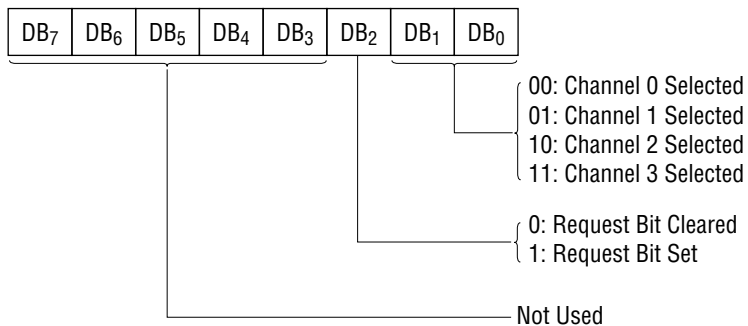 DB7 DB6 DB5 DB4 DB3 DB2 DB1 DB0
00: Channel 0 Selected
01: Channel 1 Selected
10: Channel 2 Selected
11: Channel 3 Selected
0: Request Bit Cleared
1: Request Bit Set
Not Used